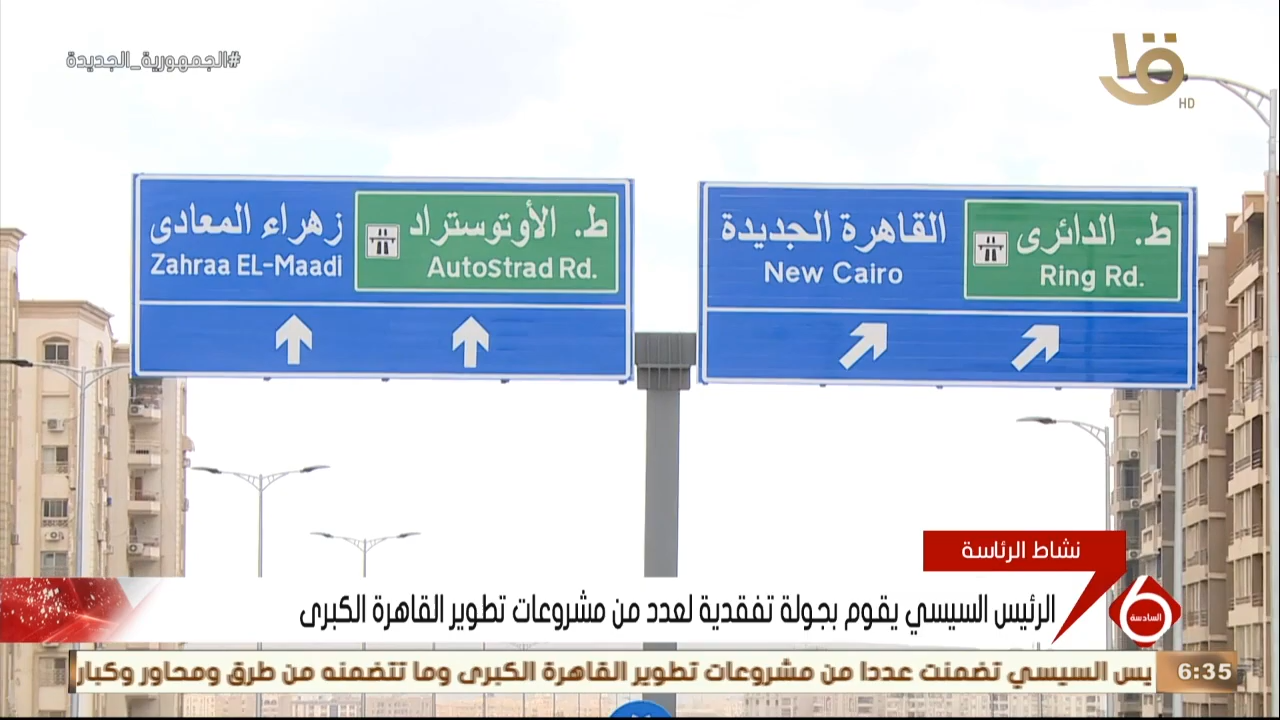 #الجمهورية_الجديدة
HD
زهراء المعادى
Zahraa EL-Maadi
ط. الأوتوستراد
AutoStrad Rd.
القاهرة الجديدة
New Cairo
ط. الدائرى
Ring Rd.
نشاط الرئاسة
السادسة
الرئيس السيسي يقوم بجولة تفقدية لعدد من مشروعات تطوير القاهرة الكبرى
6:35
يس السيسي تضمنت عددا من مشروعات تطوير القاهرة الكبرى وما تتضمنه من طرق ومحاور وكبار